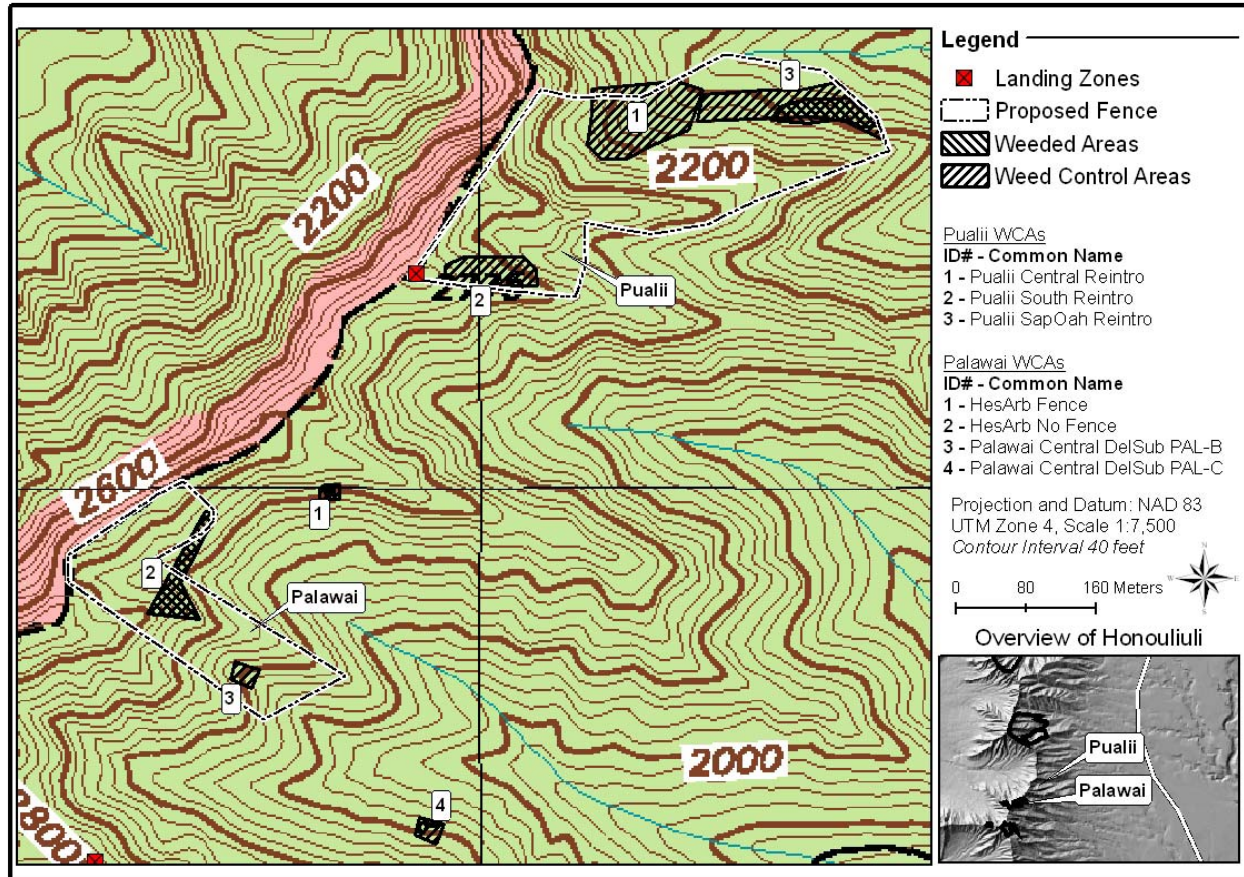 2200
2600
2800
3
1
2200
2
Pualii
1
2
Palawai
3
4
2000
Legend
Landing Zones
Proposed Fence
Weeded Areas
Weed Control Areas
Pualii WCAs
ID# - Common Name
1 - Pualii Central Reintro
2 - Pualii South Reintro
3 - Pualii SapOah Reintro
Palawai WCAs
ID# - Common Name
1 - HesArb Fence
2 - HesArb No Fence
3 - Palawai Central DelSub PAL-B
4 - Palawai Central DelSub PAL-C
Projection and Datum: NAD 83
UTM Zone 4, Scale 1:7,500
Contour Interval 40 feet
N
W E
S
0 80 160 Meters
Overview of Honouliuli
Pualii
Palawai